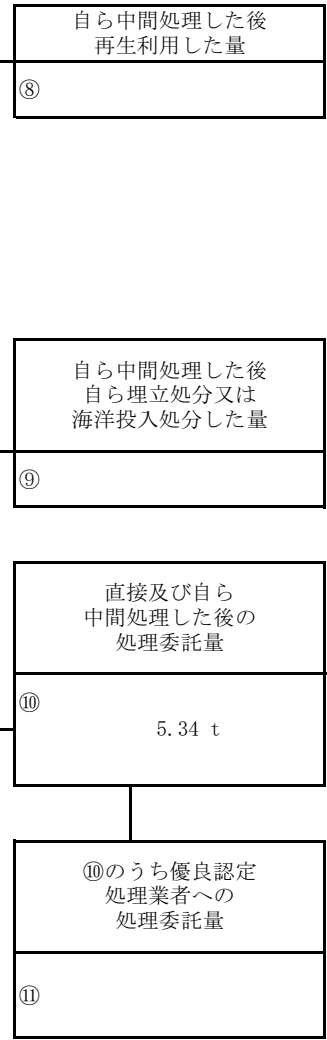 自ら中間処理した後
再生利用した量
⑧
自ら中間処理した後
自ら埋立処分又は
海洋投入処分した量
⑨
直接及び自ら
中間処理した後の
処理委託量
⑩
5.34 t
⑩のうち優良認定
処理業者への
処理委託量
⑪